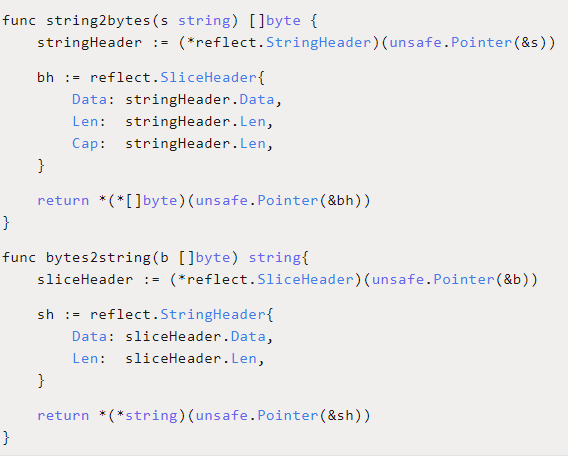 func string2bytes(s string) []byte {
    stringHeader := (*reflect.StringHeader)(unsafe.Pointer(&s))
    bh := reflect.SliceHeader{
        Data: stringHeader.Data,
        Len:  stringHeader.Len,
        Cap:  stringHeader.Len,
    }
    return *(*[]byte)(unsafe.Pointer(&bh))
}
func bytes2string(b []byte) string{
    sliceHeader := (*reflect.SliceHeader)(unsafe.Pointer(&b))
    sh := reflect.StringHeader{
        Data: sliceHeader.Data,
        Len:  sliceHeader.Len,
    }
    return *(*string)(unsafe.Pointer(&sh))
}